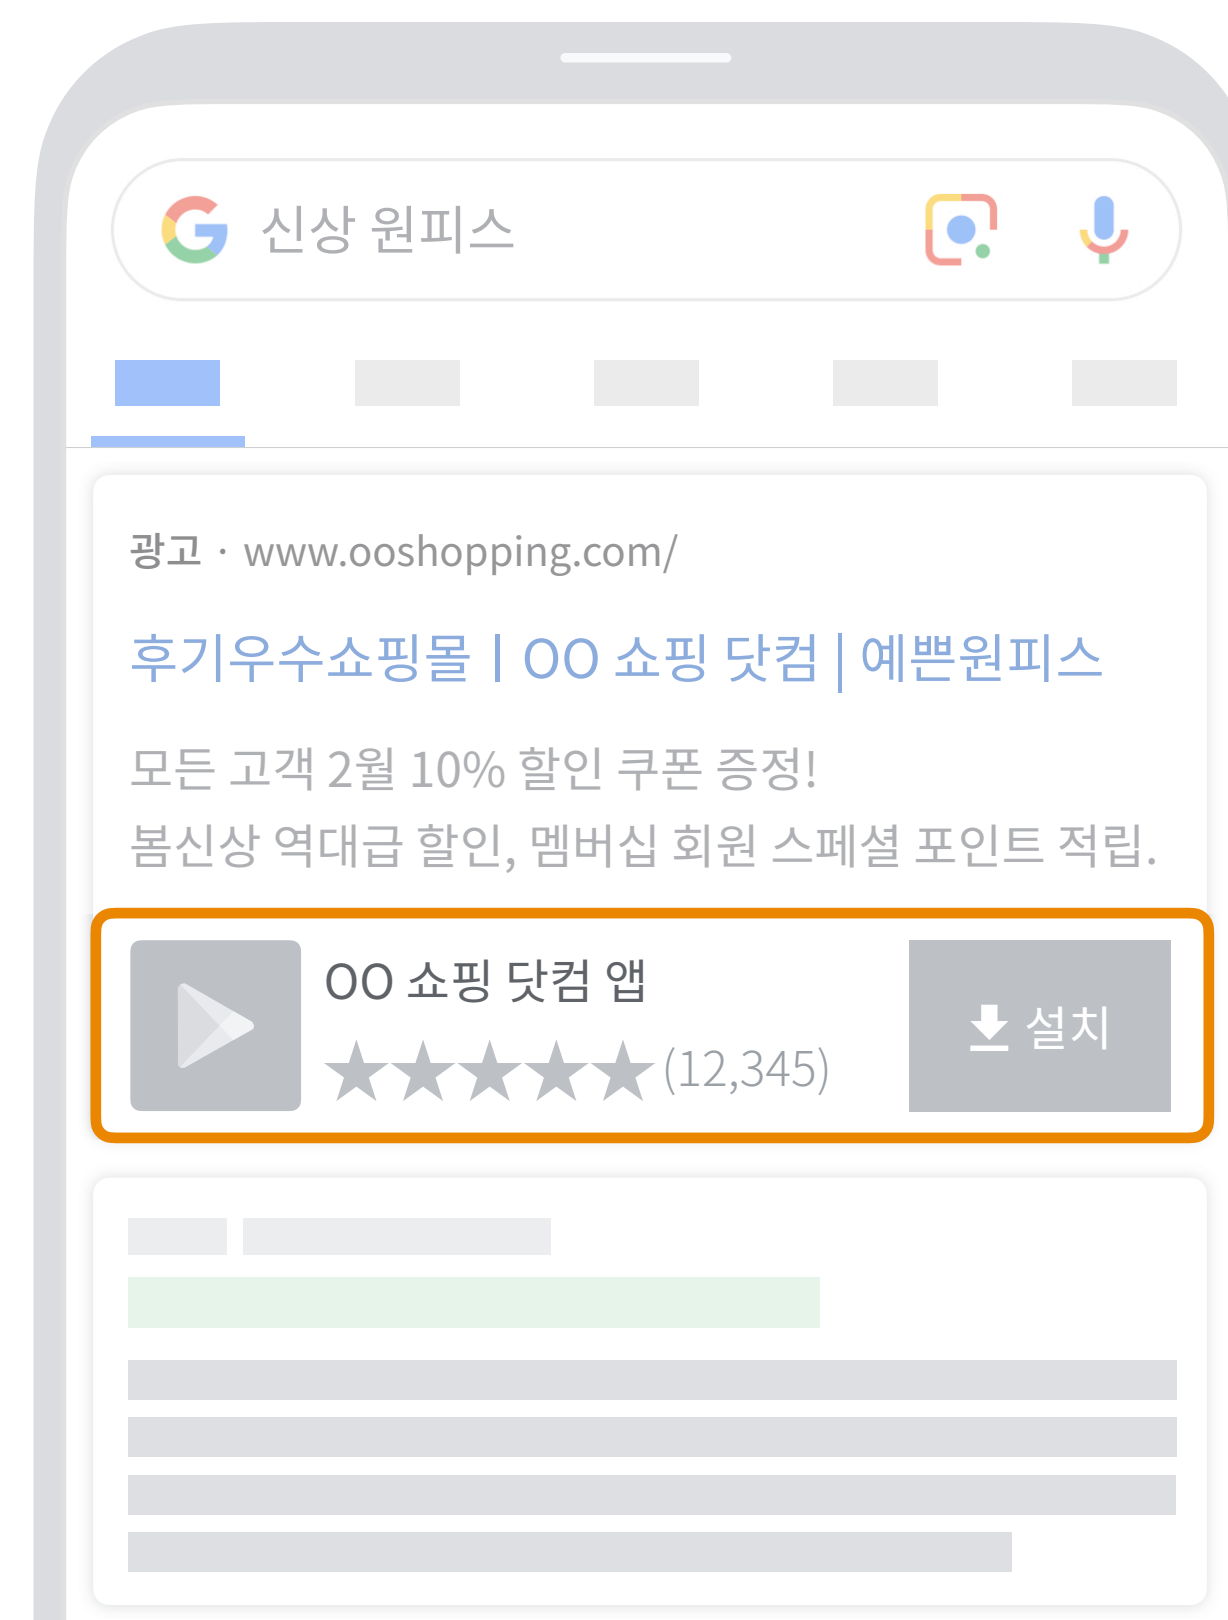 신상 원피스
광고 · www.ooshopping.com/
후기우수쇼핑몰ㅣOO 쇼핑 닷컴 | 예쁜원피스
모든 고객 2월 10% 할인 쿠폰 증정!
봄신상 역대급 할인, 멤버십 회원 스페셜 포인트 적립.
OO 쇼핑 닷컴 앱
★★★★★(12,345)
설치